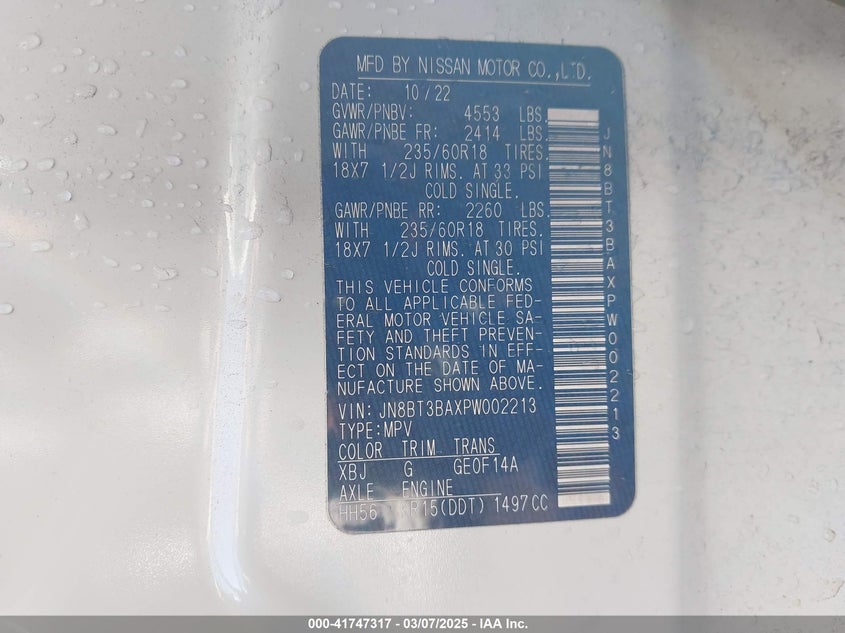 MFD BY NISSAN MOTOR CO.,LTD.
DATE: 10/22
GVWR/PNBV: 4553 LBS.
GAWR/PNBE FR: 2414 LBS.
WITH 235/60R18 TIRES.
18X7 1/2J RIMS. AT 33 PSI
COLD SINGLE.
GAWR/PNBE RR: 2260 LBS.
WITH 235/60R18 TIRES.
18X7 1/2J RIMS. AT 30 PSI
COLD SINGLE.
THIS VEHICLE CONFORMS
TO ALL APPLICABLE FED-
ERAL MOTOR VEHICLE SA-
FETY AND THEFT PREVEN-
TION STANDARDS IN EFF-
ECT ON THE DATE OF MA-
NUFACTURE SHOWN ABOVE.
VIN: JN8BT3BAXPW002213
TYPE:MPV
COLOR TRIM TRANS
XBJ G GE0F14A
AXLE ENGINE
HH56 (DDT) 1497CC
JN8BT3BAXPW002213
000-41747317 - 03/07/2025 - IAA Inc.